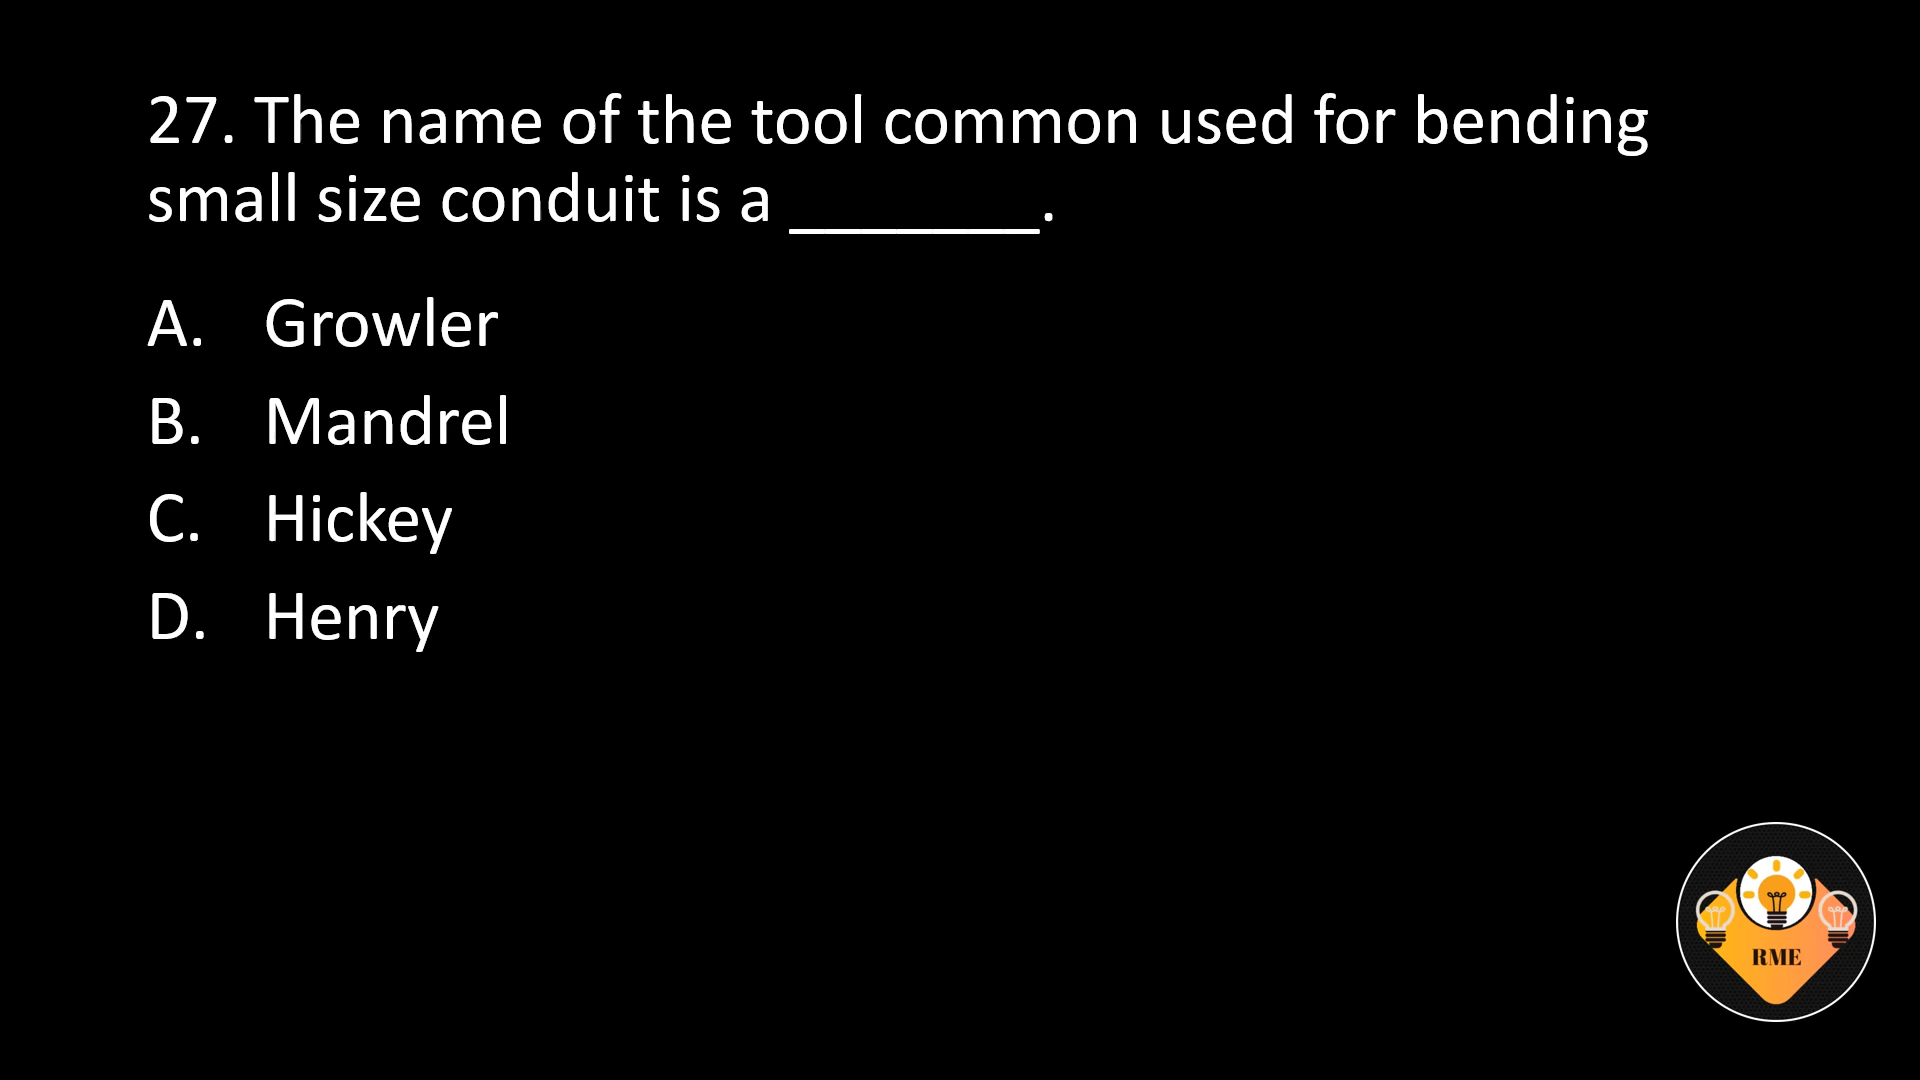 27. The name of the tool common used for bending
small size conduit is a ________.
A. Growler
B. Mandrel
C. Hickey
D. Henry
RME